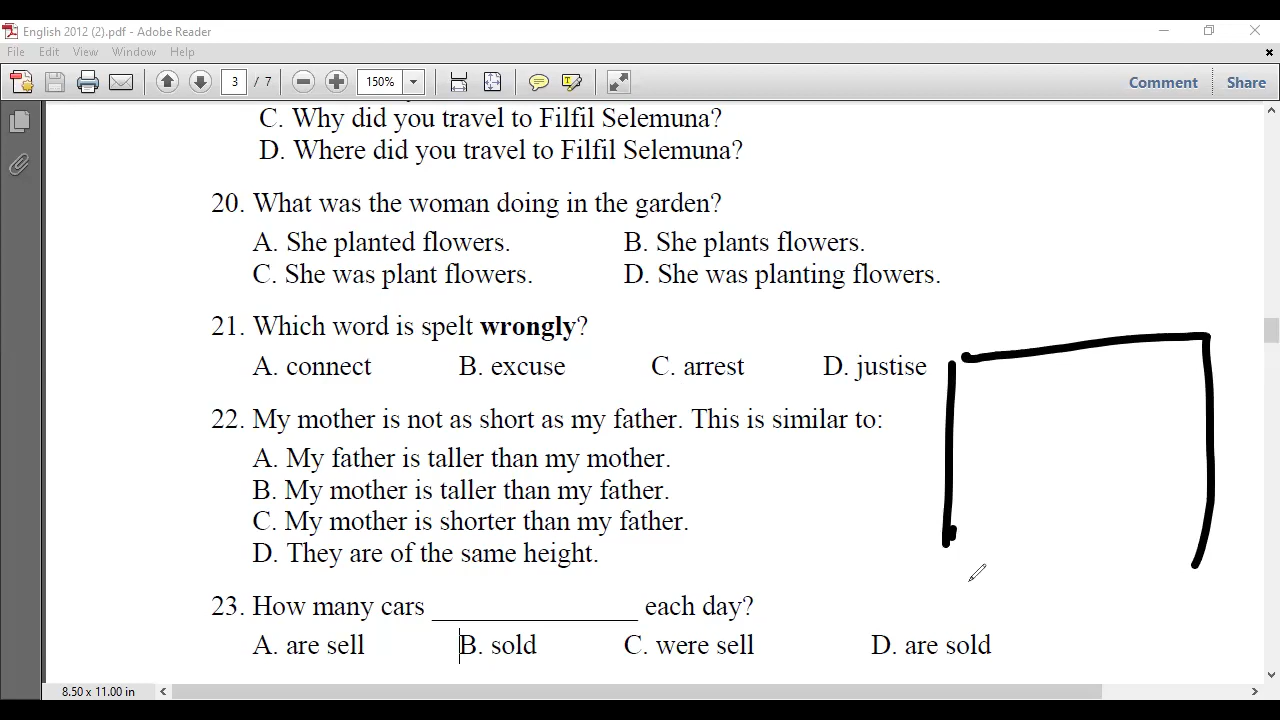 English 2012 (2).pdf - Adobe Reader
File Edit View Window Help
3 / 7 150% Comment Share
C. Why did you travel to Filfil Selemuna?
D. Where did you travel to Filfil Selemuna?
20. What was the woman doing in the garden?
A. She planted flowers. B. She plants flowers.
C. She was plant flowers. D. She was planting flowers.
21. Which word is spelt wrongly?
A. connect B. excuse C. arrest D. justise
22. My mother is not as short as my father. This is similar to:
A. My father is taller than my mother.
B. My mother is taller than my father.
C. My mother is shorter than my father.
D. They are of the same height.
23. How many cars _______________ each day?
A. are sell B. sold C. were sell D. are sold
8.50 x 11.00 in